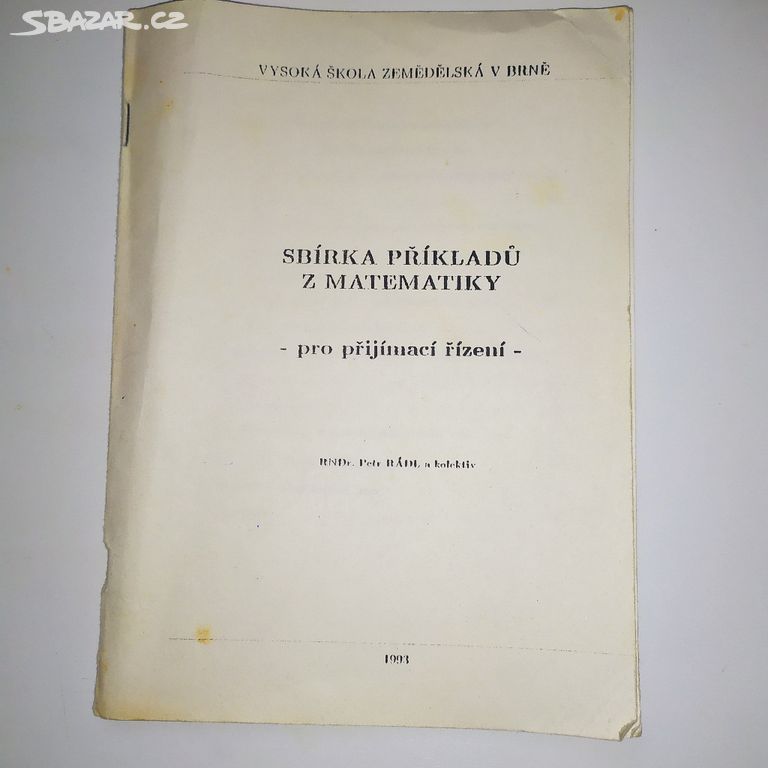 SBAZAR.CZ
VYSOKÁ ŠKOLA ZEMĚDĚLSKÁ V BRNĚ
SBÍRKA PŘÍKLADŮ
Z MATEMATIKY
- pro přijímací řízení -
RNDr. Petr RÁDL a kolektiv
1993